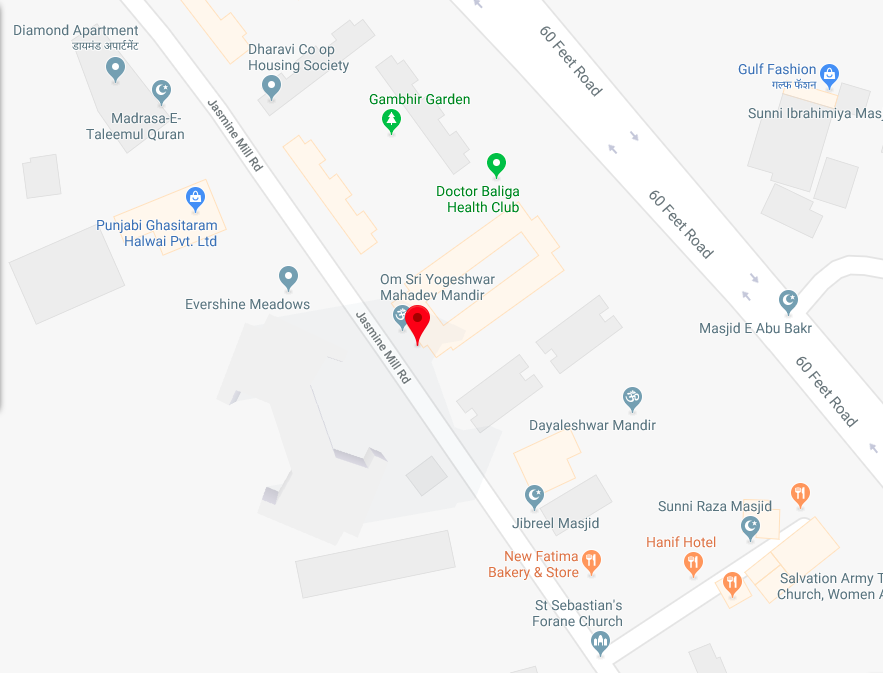 Diamond Apartment
डायमंड अपार्टमेंट
Dharavi Co op
Housing Society
60 Feet Road
Gulf Fashion
गल्फ फॅशन
Madrasa-E-
Taleemul Quran
Jasmine Mill Rd
Gambhir Garden
Sunni Ibrahimiya Mas
Doctor Baliga
Health Club
60 Feet Road
Punjabi Ghasitaram
Halwai Pvt. Ltd
Evershine Meadows
Om Sri Yogeshwar
Mahadev Mandir
Masjid E Abu Bakr
Jasmine Mill Rd
60 Feet Road
Dayaleshwar Mandir
Jibreel Masjid
Sunni Raza Masjid
Hanif Hotel
New Fatima
Bakery & Store
Salvation Army T
Church, Women A
St Sebastian's
Forane Church